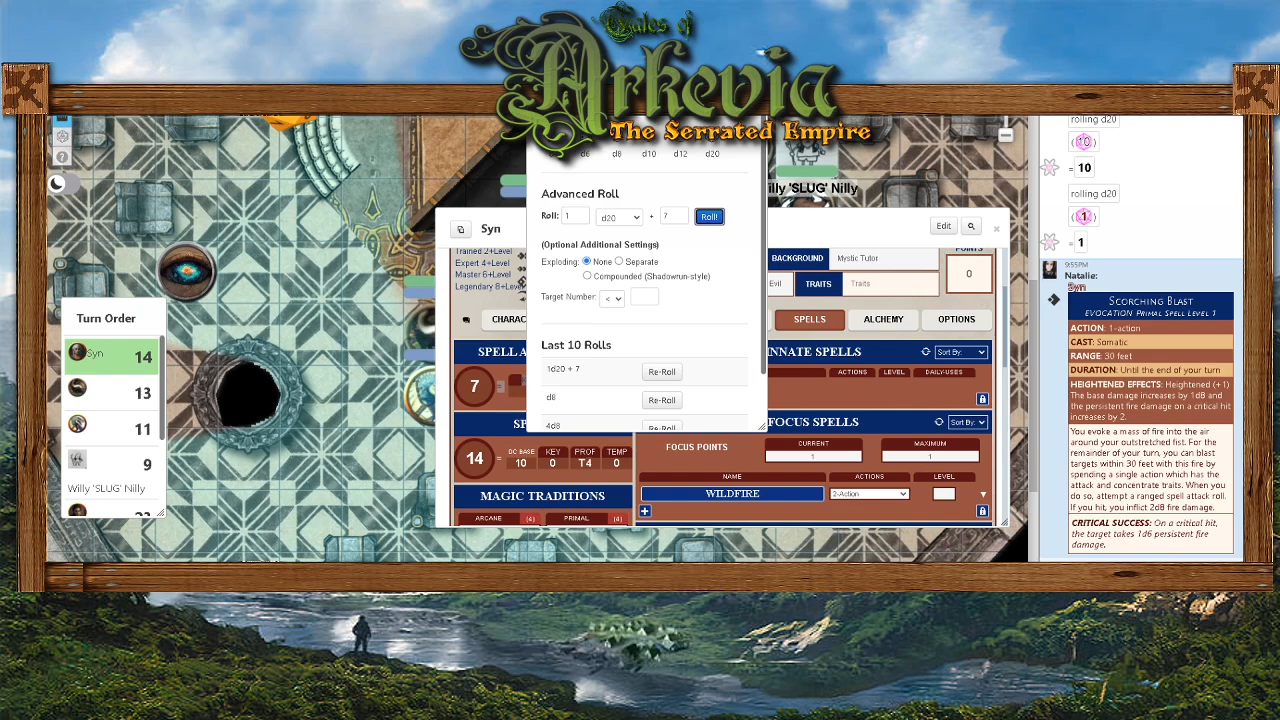 Tales of
Arkevia
The Serrated Empire
Turn Order
Syn
14
13
11
9
Willy 'SLUG' Nilly
d6 d8 d10 d12 d20
Advanced Roll
Roll: 1 d20 + 7 Roll!
(Optional Additional Settings)
Exploding: None Separate
Compounded (Shadowrun-style)
Target Number: <
Last 10 Rolls
1d20 + 7 Re-Roll
d8 Re-Roll
4d8 Re-Roll
illy 'SLUG' Nilly
Syn
Edit
Trained 2+Level
Expert 4+Level
Master 6+Level
Legendary 8+Leve
BACKGROUND Mystic Tutor
Evil TRAITS Traits
POINTS
0
CHARAC
SPELLS ALCHEMY OPTIONS
SPELL A
7
SP
14 =
DC BASE KEY PROF TEMP
10 0 T4 0
MAGIC TRADITIONS
ARCANE (4) PRIMAL (4)
NNATE SPELLS Sort By:
ACTIONS LEVEL DAILY-USES
FOCUS SPELLS Sort By:
FOCUS POINTS
CURRENT MAXIMUM
1 1
NAME ACTIONS LEVEL
WILDFIRE 2-Action
rolling d20
(10)
= 10
rolling d20
(1)
= 1
9:55PM
Natalie:
Syn
Scorching Blast
EVOCATION PRIMAL SPELL LEVEL 1
ACTION: 1-action
CAST: Somatic
RANGE: 30 feet
DURATION: Until the end of your turn
HEIGHTENED EFFECTS: Heightened (+1)
The base damage increases by 1d8 and
the persistent fire damage on a critical hit
increases by 2.
You evoke a mass of fire into the
air around your outstretched fist. For the
remainder of your turn, you can blast
targets within 30 feet with this fire by
spending a single action which has the
attack and concentrate traits. When you
do so, attempt a ranged spell attack roll.
If you hit, you inflict 2d8 fire damage.
CRITICAL SUCCESS: On a critical hit,
the target takes 1d6 persistent fire
damage.